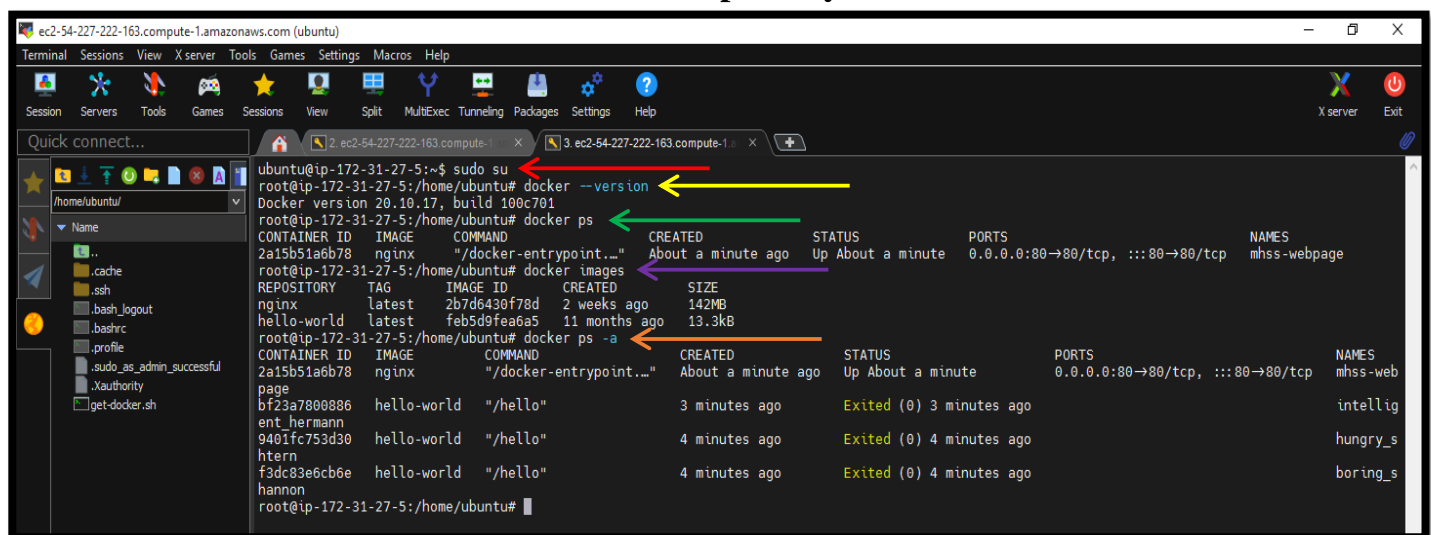 ec2-54-227-222-163.compute-1.amazonaws.com (ubuntu)
Terminal Sessions View X server Tools Games Settings Macros Help
Session Servers Tools Games Sessions View Split MultiExec Tunneling Packages Settings Help X server Exit
Quick connect...
2. ec2-54-227-222-163.compute-1
3. ec2-54-227-222-163.compute-1.a
/home/ubuntu/
Name
..
.cache
.ssh
.bash_logout
.bashrc
.profile
.sudo_as_admin_successful
.Xauthority
get-docker.sh
ubuntu@ip-172-31-27-5:~$ sudo su
root@ip-172-31-27-5:/home/ubuntu# docker --version
Docker version 20.10.17, build 100c701
root@ip-172-31-27-5:/home/ubuntu# docker ps
CONTAINER ID IMAGE COMMAND CREATED STATUS PORTS NAMES
2a15b51a6b78 nginx "/docker-entrypoint.…" About a minute ago Up About a minute 0.0.0.0:80→80/tcp, :::80→80/tcp mhss-webpage
root@ip-172-31-27-5:/home/ubuntu# docker images
REPOSITORY TAG IMAGE ID CREATED SIZE
nginx latest 2b7d6430f78d 2 weeks ago 142MB
hello-world latest feb5d9fea6a5 11 months ago 13.3kB
root@ip-172-31-27-5:/home/ubuntu# docker ps -a
CONTAINER ID IMAGE COMMAND CREATED STATUS PORTS NAMES
2a15b51a6b78 nginx "/docker-entrypoint.…" About a minute ago Up About a minute 0.0.0.0:80→80/tcp, :::80→80/tcp mhss-web
page
bf23a7800886 hello-world "/hello" 3 minutes ago Exited (0) 3 minutes ago intellig
ent_hermann
9401fc753d30 hello-world "/hello" 4 minutes ago Exited (0) 4 minutes ago hungry_s
htern
f3dc83e6cb6e hello-world "/hello" 4 minutes ago Exited (0) 4 minutes ago boring_s
hannon
root@ip-172-31-27-5:/home/ubuntu#